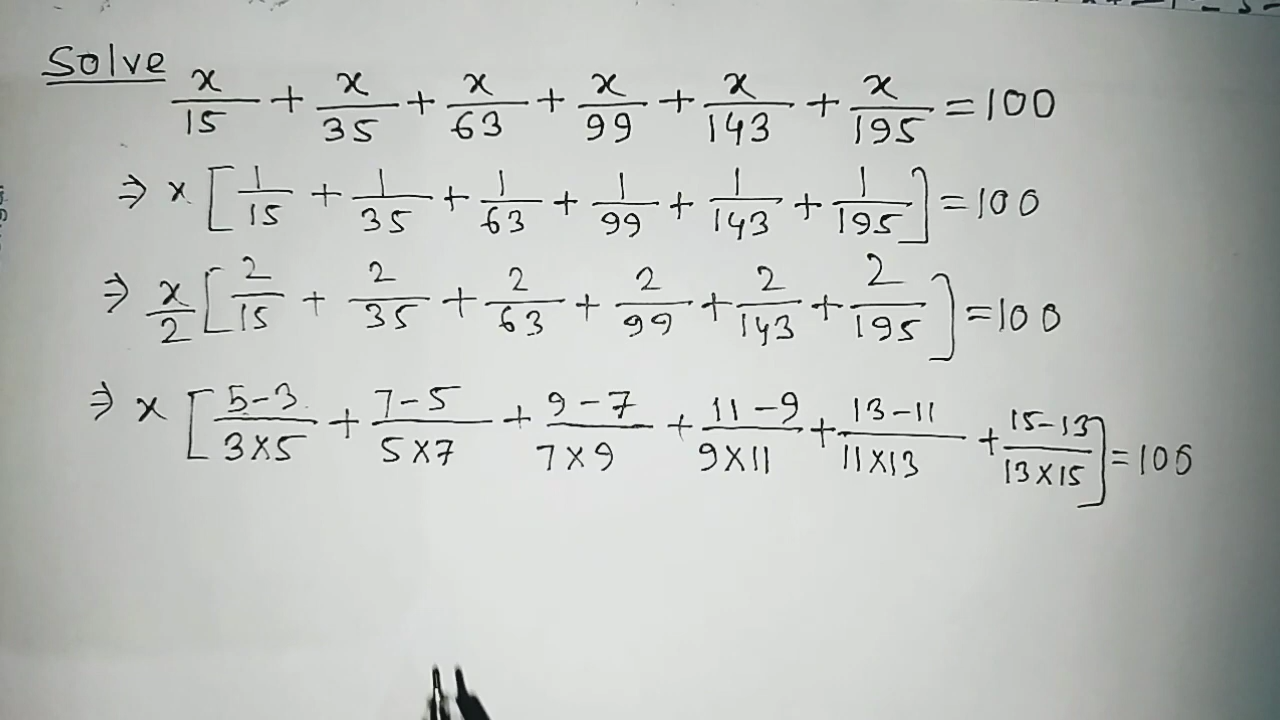 Solve x/15 + x/35 + x/63 + x/99 + x/143 + x/195 = 100
⇒ x [ 1/15 + 1/35 + 1/63 + 1/99 + 1/143 + 1/195 ] = 100
⇒ x/2 [ 2/15 + 2/35 + 2/63 + 2/99 + 2/143 + 2/195 ] = 100
⇒ x [ 5-3/3×5 + 7-5/5×7 + 9-7/7×9 + 11-9/9×11 + 13-11/11×13 + 15-13/13×15 ] = 100